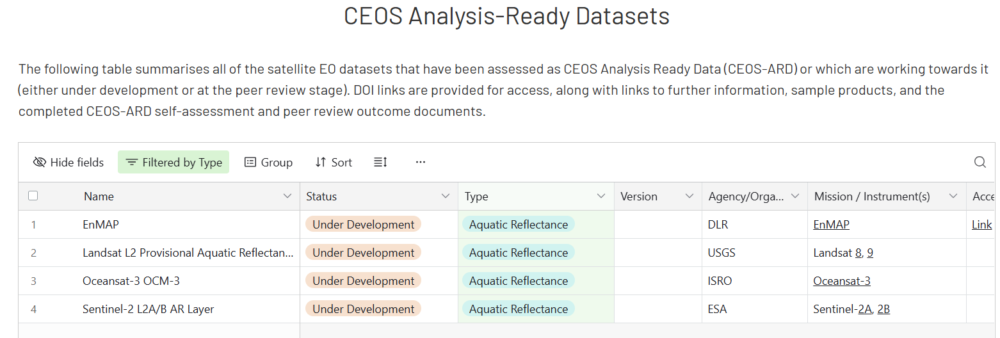 CEOS Analysis-Ready Datasets
The following table summarises all of the satellite EO datasets that have been assessed as CEOS Analysis Ready Data (CEOS-ARD) or which are working towards it
(either under development or at the peer review stage). DOI links are provided for access, along with links to further information, sample products, and the
completed CEOS-ARD self-assessment and peer review outcome documents.
Hide fields Filtered by Type Group Sort ...
Name Status Type Version Agency/Orga... Mission / Instrument(s) Acce
1 EnMAP Under Development Aquatic Reflectance DLR EnMAP Link
2 Landsat L2 Provisional Aquatic Reflectan... Under Development Aquatic Reflectance USGS Landsat 8, 9
3 Oceansat-3 OCM-3 Under Development Aquatic Reflectance ISRO Oceansat-3
4 Sentinel-2 L2A/B AR Layer Under Development Aquatic Reflectance ESA Sentinel-2A, 2B